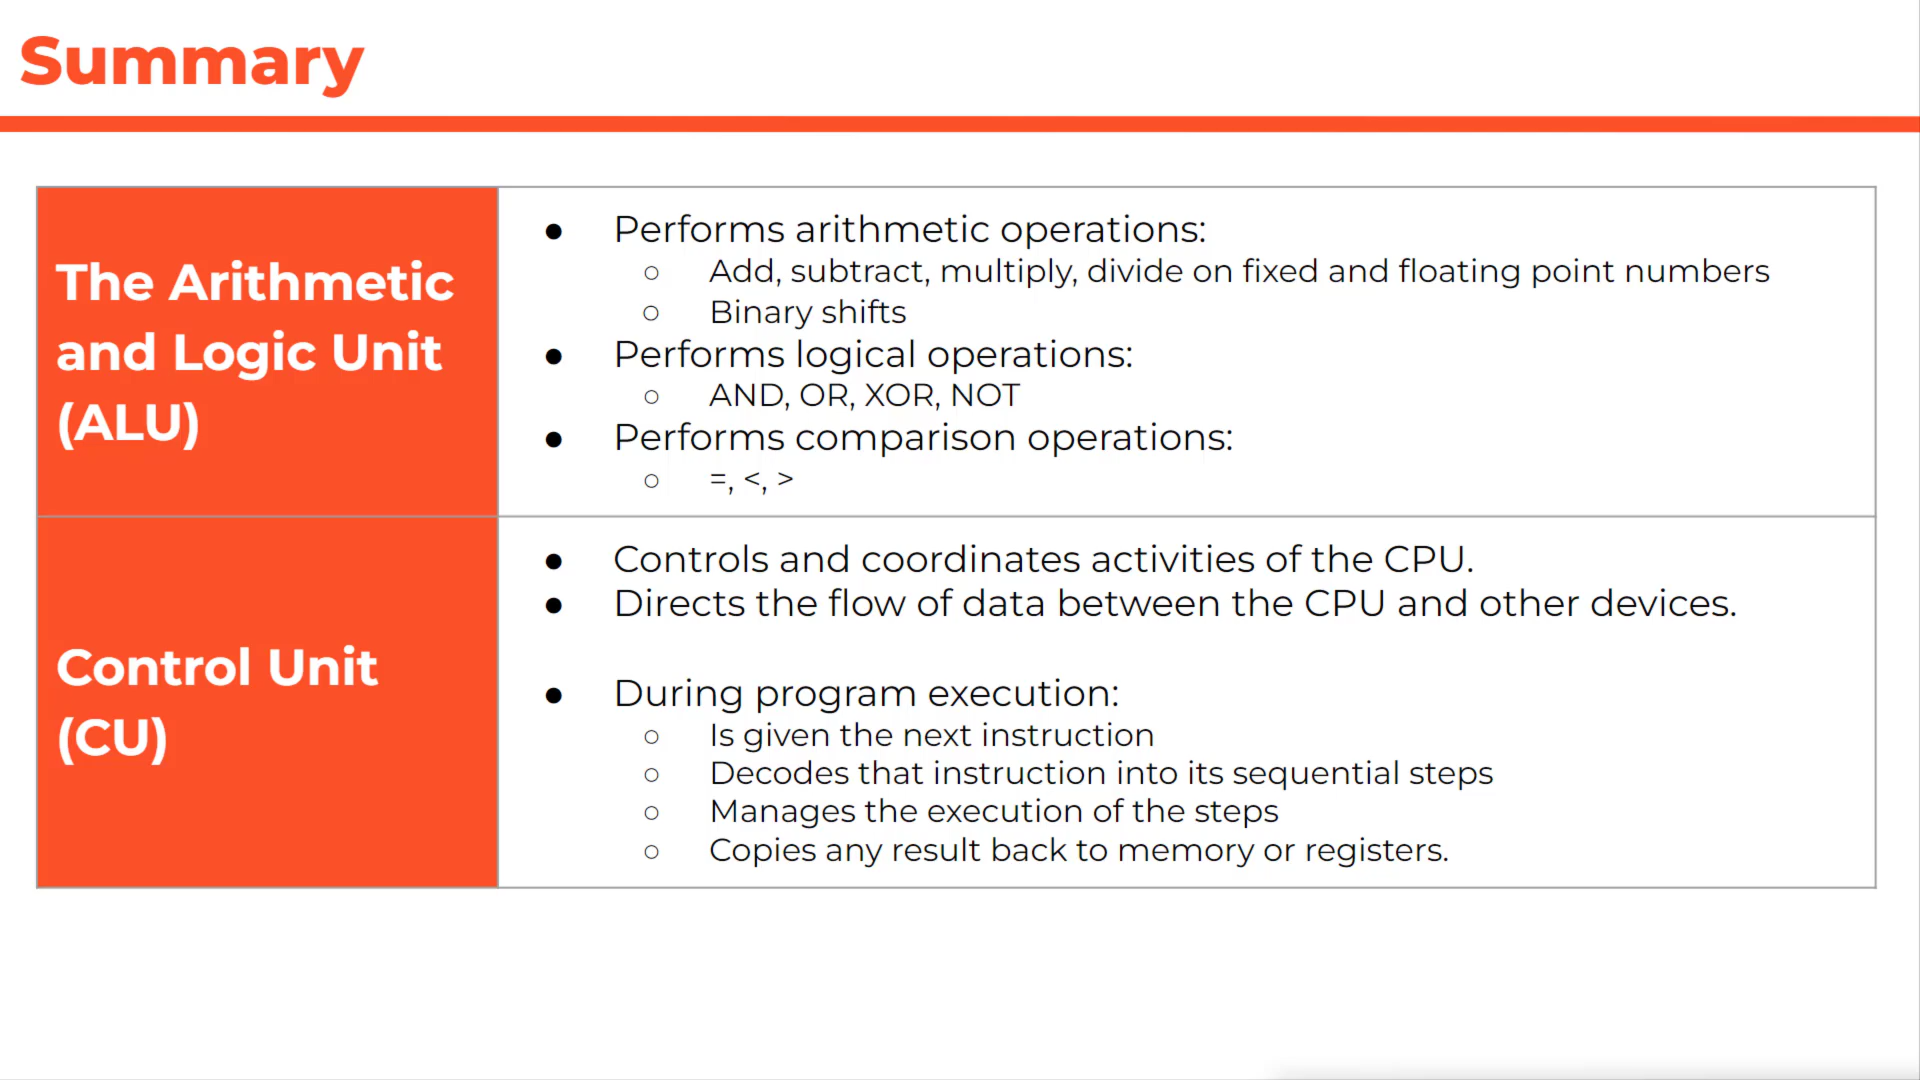 Summary
The Arithmetic
and Logic Unit
(ALU)
● Performs arithmetic operations:
○ Add, subtract, multiply, divide on fixed and floating point numbers
○ Binary shifts
● Performs logical operations:
○ AND, OR, XOR, NOT
● Performs comparison operations:
○ =, <, >
Control Unit
(CU)
● Controls and coordinates activities of the CPU.
● Directs the flow of data between the CPU and other devices.
● During program execution:
○ Is given the next instruction
○ Decodes that instruction into its sequential steps
○ Manages the execution of the steps
○ Copies any result back to memory or registers.